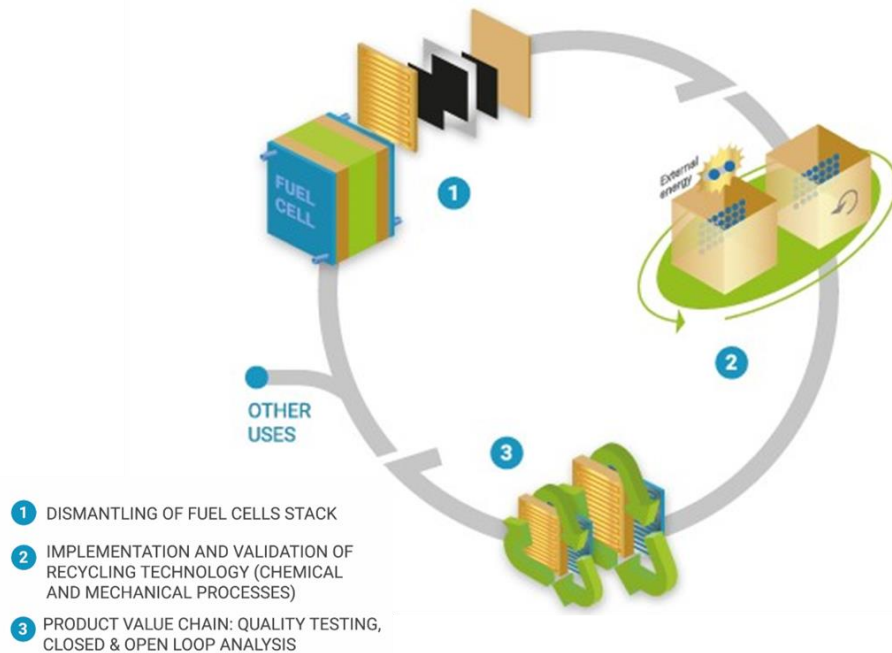 FUEL
CELL
1
External
energy
2
OTHER
USES
3
1 DISMANTLING OF FUEL CELLS STACK
2 IMPLEMENTATION AND VALIDATION OF
RECYCLING TECHNOLOGY (CHEMICAL
AND MECHANICAL PROCESSES)
3 PRODUCT VALUE CHAIN: QUALITY TESTING,
CLOSED & OPEN LOOP ANALYSIS